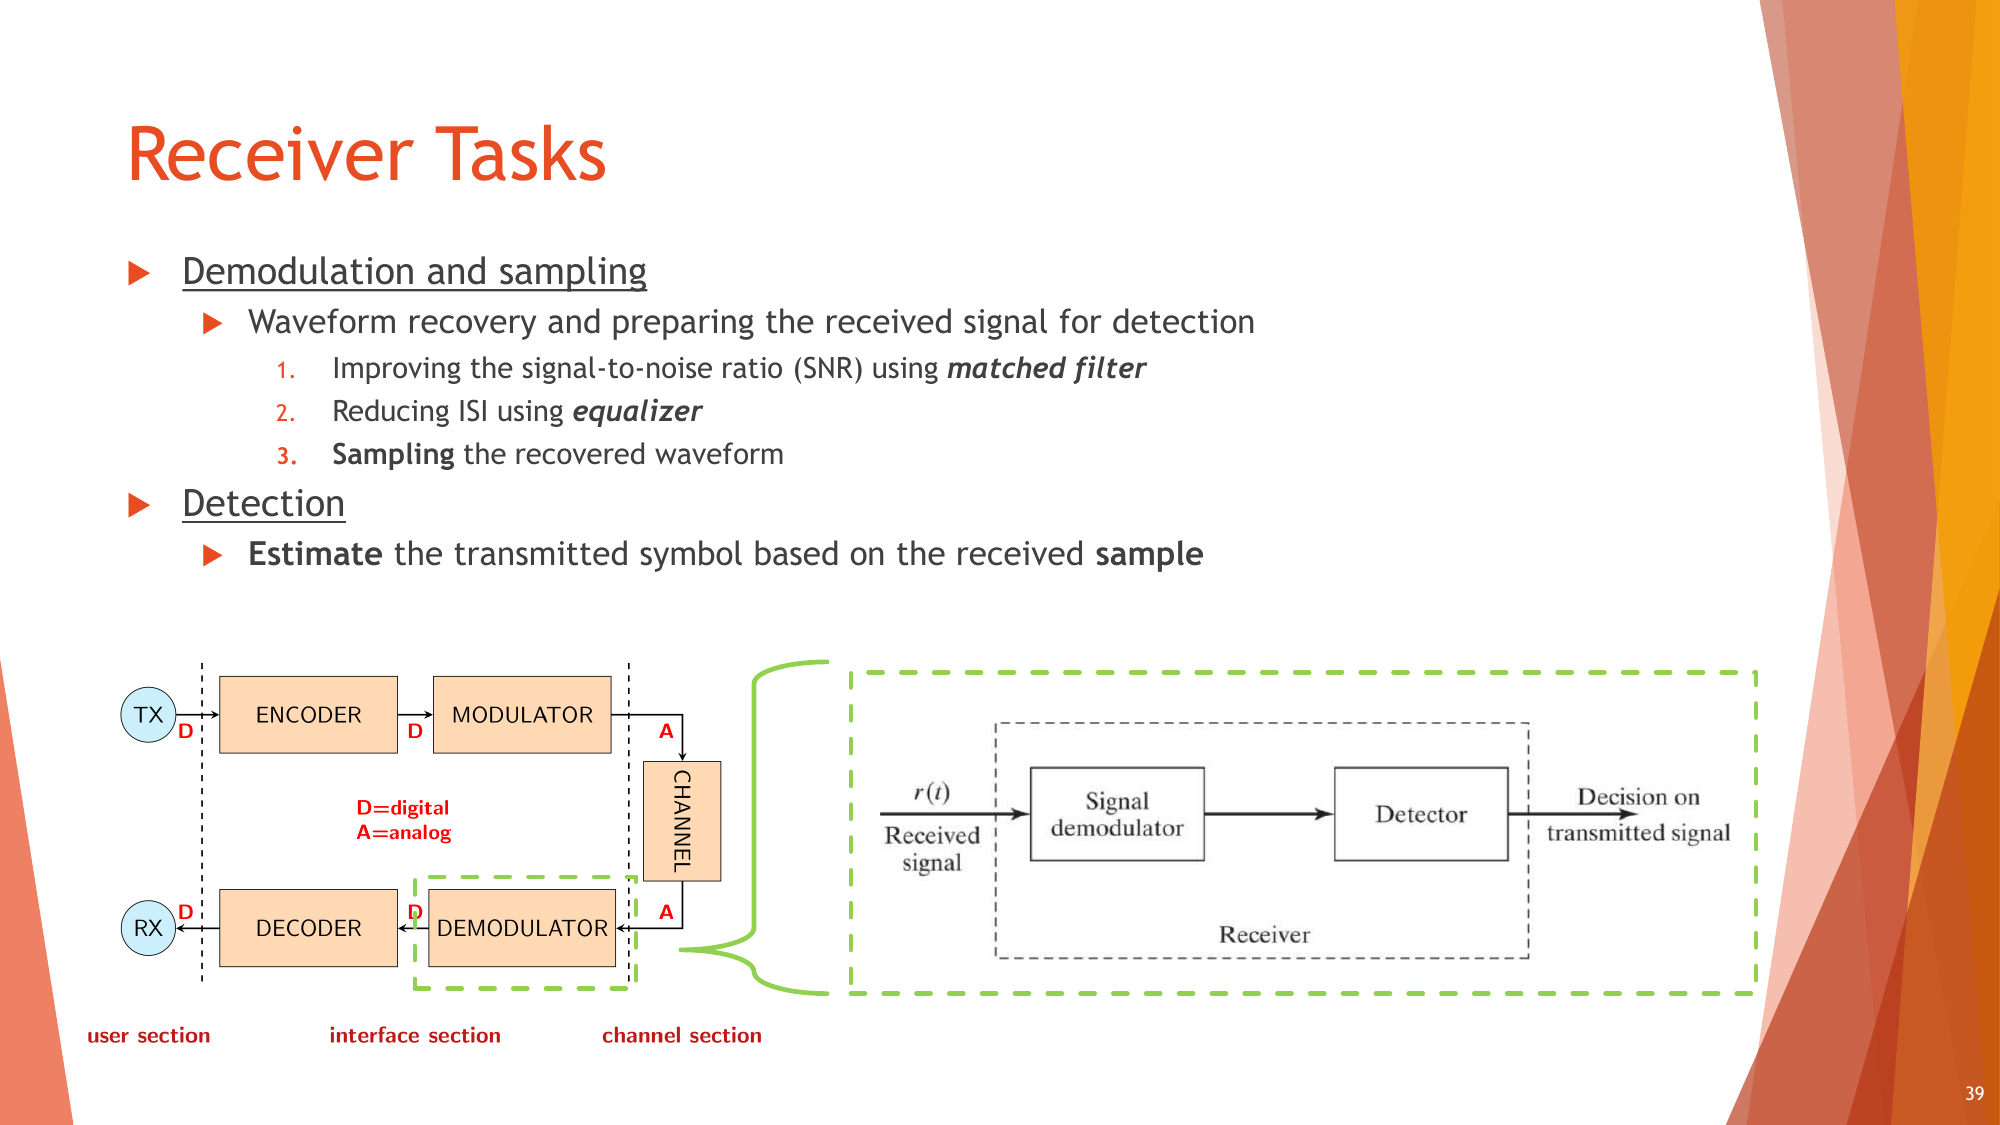 Receiver Tasks
Demodulation and sampling
Waveform recovery and preparing the received signal for detection
1. Improving the signal-to-noise ratio (SNR) using matched filter
2. Reducing ISI using equalizer
3. Sampling the recovered waveform
Detection
Estimate the transmitted symbol based on the received sample
TX
D
ENCODER
D
MODULATOR
A
CHANNEL
D=digital
A=analog
RX
D
DECODER
D
DEMODULATOR
A
user section
interface section
channel section
r(t)
Received
signal
Signal
demodulator
Detector
Decision on
transmitted signal
Receiver
39